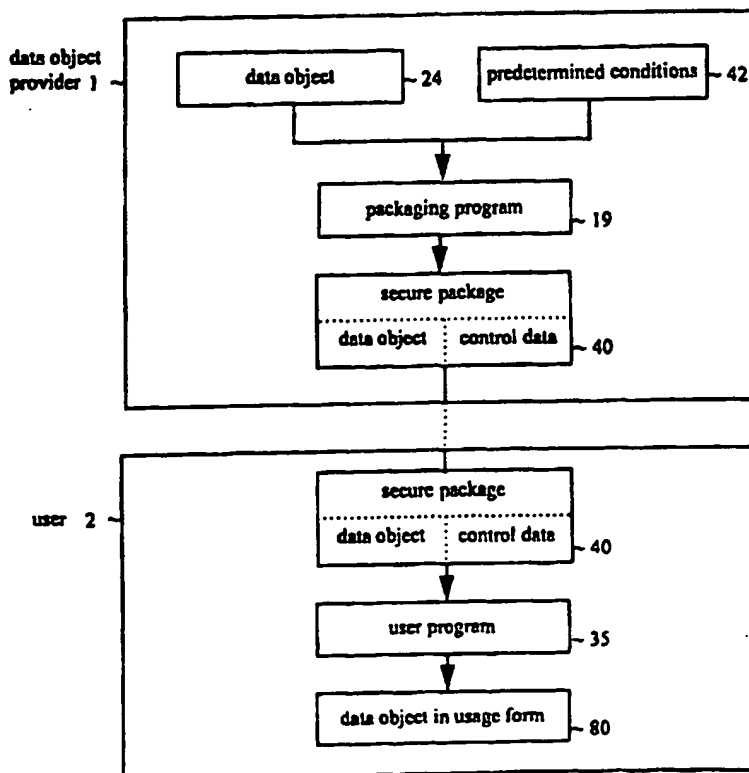 data object
provider 1
data object
24
predetermined conditions
42
packaging program
19
secure package
data object
control data
40
user 2
secure package
data object
control data
40
user program
35
data object in usage form
80